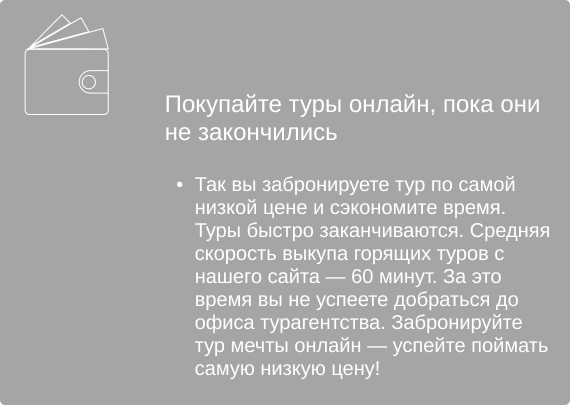 Покупайте туры онлайн, пока они
не закончились
• Так вы забронируете тур по самой
низкой цене и сэкономите время.
Туры быстро заканчиваются. Средняя
скорость выкупа горящих туров с
нашего сайта — 60 минут. За это
время вы не успеете добраться до
офиса турагентства. Забронируйте
тур мечты онлайн — успейте поймать
самую низкую цену!